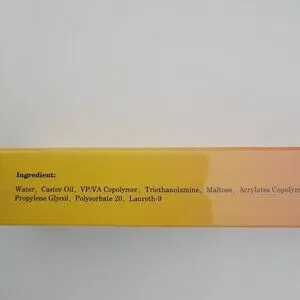 Ingredient:
Water, Castor Oil, VP/VA Copolymer, Triethanolamine, Maltose, Acrylates Copolym
Propylene Glycol, Polysorbate 20, Laureth-9